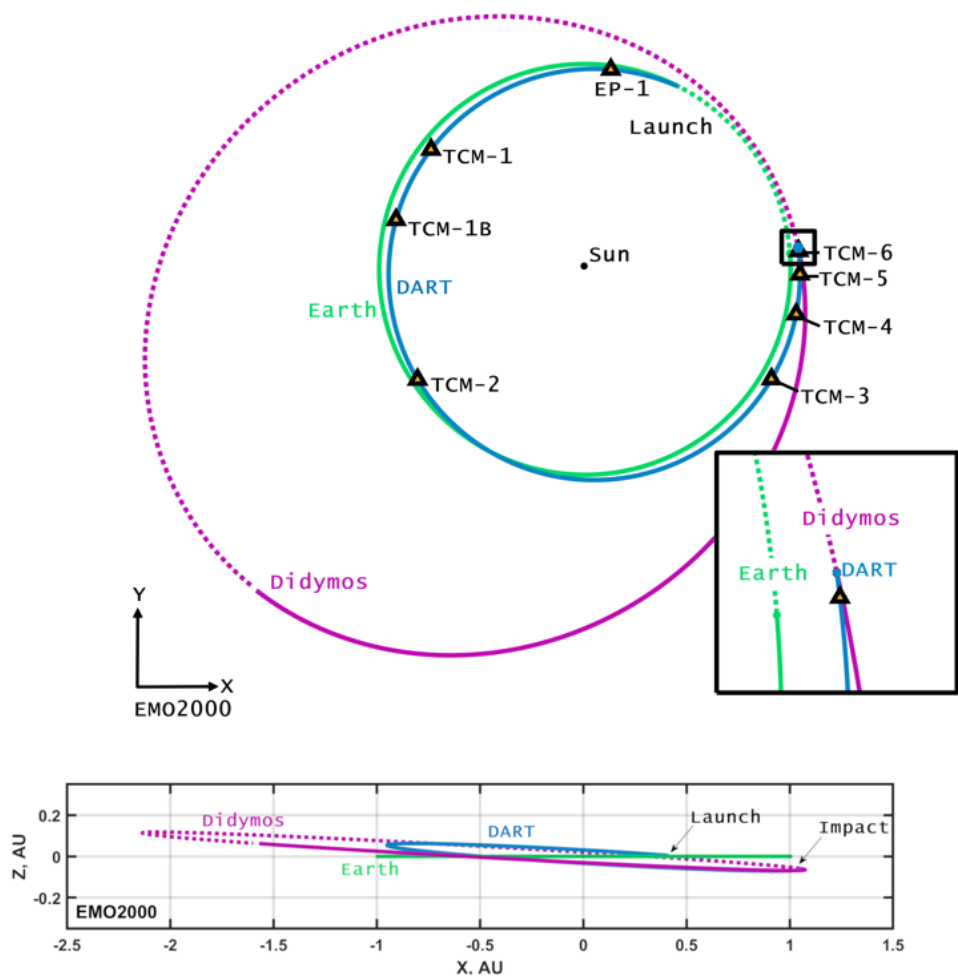 EP-1
Launch
TCM-1
TCM-1B
Sun
TCM-6
TCM-5
DART
Earth
TCM-4
TCM-2
TCM-3
Didymos
Didymos
Earth
DART
Y
X
EMO2000
Z, AU
0.2
0
-0.2
Didymos
DART
Launch
Impact
Earth
EMO2000
-2.5 -2 -1.5 -1 -0.5 0 0.5 1 1.5
X, AU